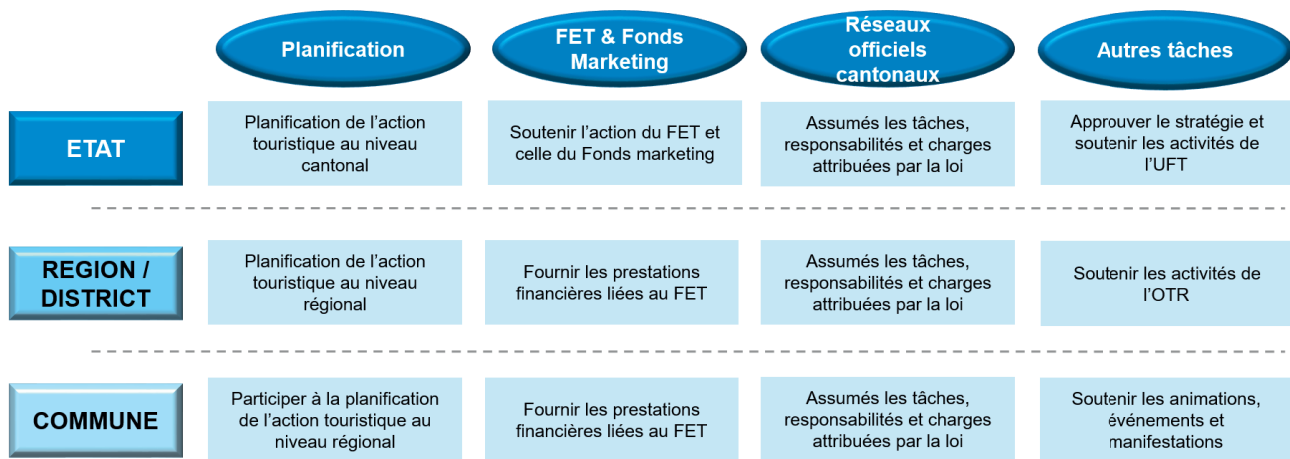 Planification
FET & Fonds
Marketing
Réseaux
officiels
cantonaux
Autres tâches
ETAT
Planification de l’action
touristique au niveau
cantonal
Soutenir l’action du FET et
celle du Fonds marketing
Assumés les tâches,
responsabilités et charges
attribuées par la loi
Approuver le stratégie et
soutenir les activités de
l’UFT
REGION /
DISTRICT
Planification de l’action
touristique au niveau
régional
Fournir les prestations
financières liées au FET
Assumés les tâches,
responsabilités et charges
attribuées par la loi
Soutenir les activités de
l’OTR
COMMUNE
Participer à la planification
de l’action touristique au
niveau régional
Fournir les prestations
financières liées au FET
Assumés les tâches,
responsabilités et charges
attribuées par la loi
Soutenir les animations,
événements et
manifestations